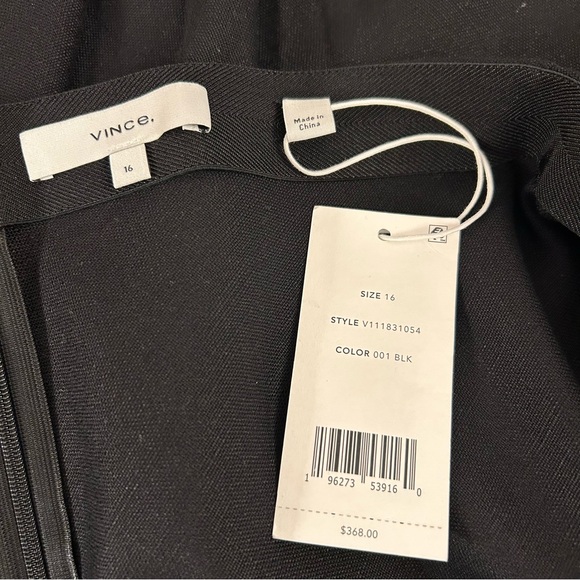 VINCE.
16
Made in
China
SIZE 16
STYLE V111831054
COLOR 001 BLK
1 96273 53916 0
$368.00